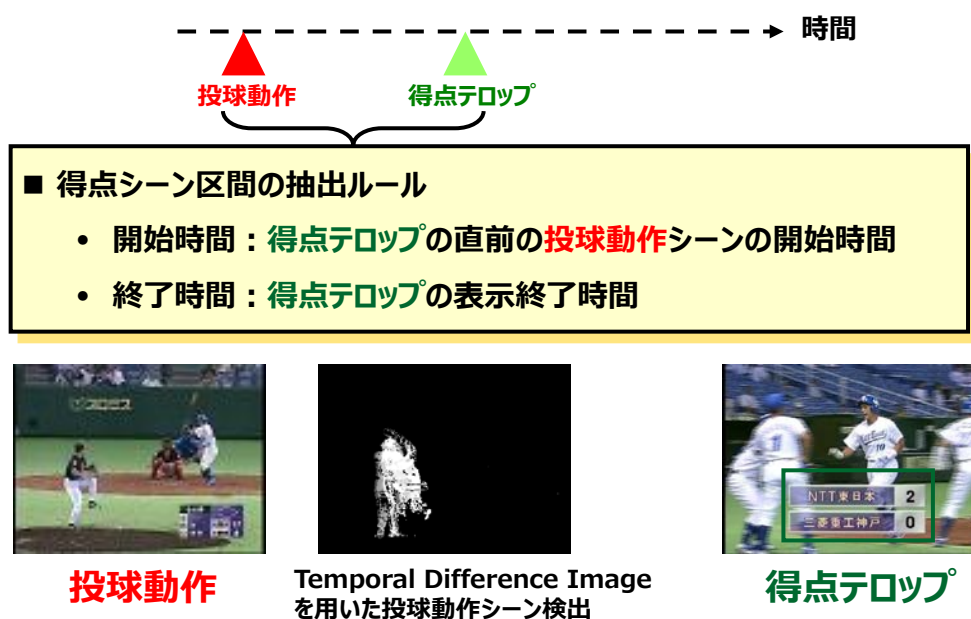 時間
投球動作
得点テロップ
■ 得点シーン区間の抽出ルール
• 開始時間：得点テロップの直前の投球動作シーンの開始時間
• 終了時間：得点テロップの表示終了時間
NTT東日本 2
三菱重工神戸 0
投球動作
Temporal Difference Image
を用いた投球動作シーン検出
得点テロップ